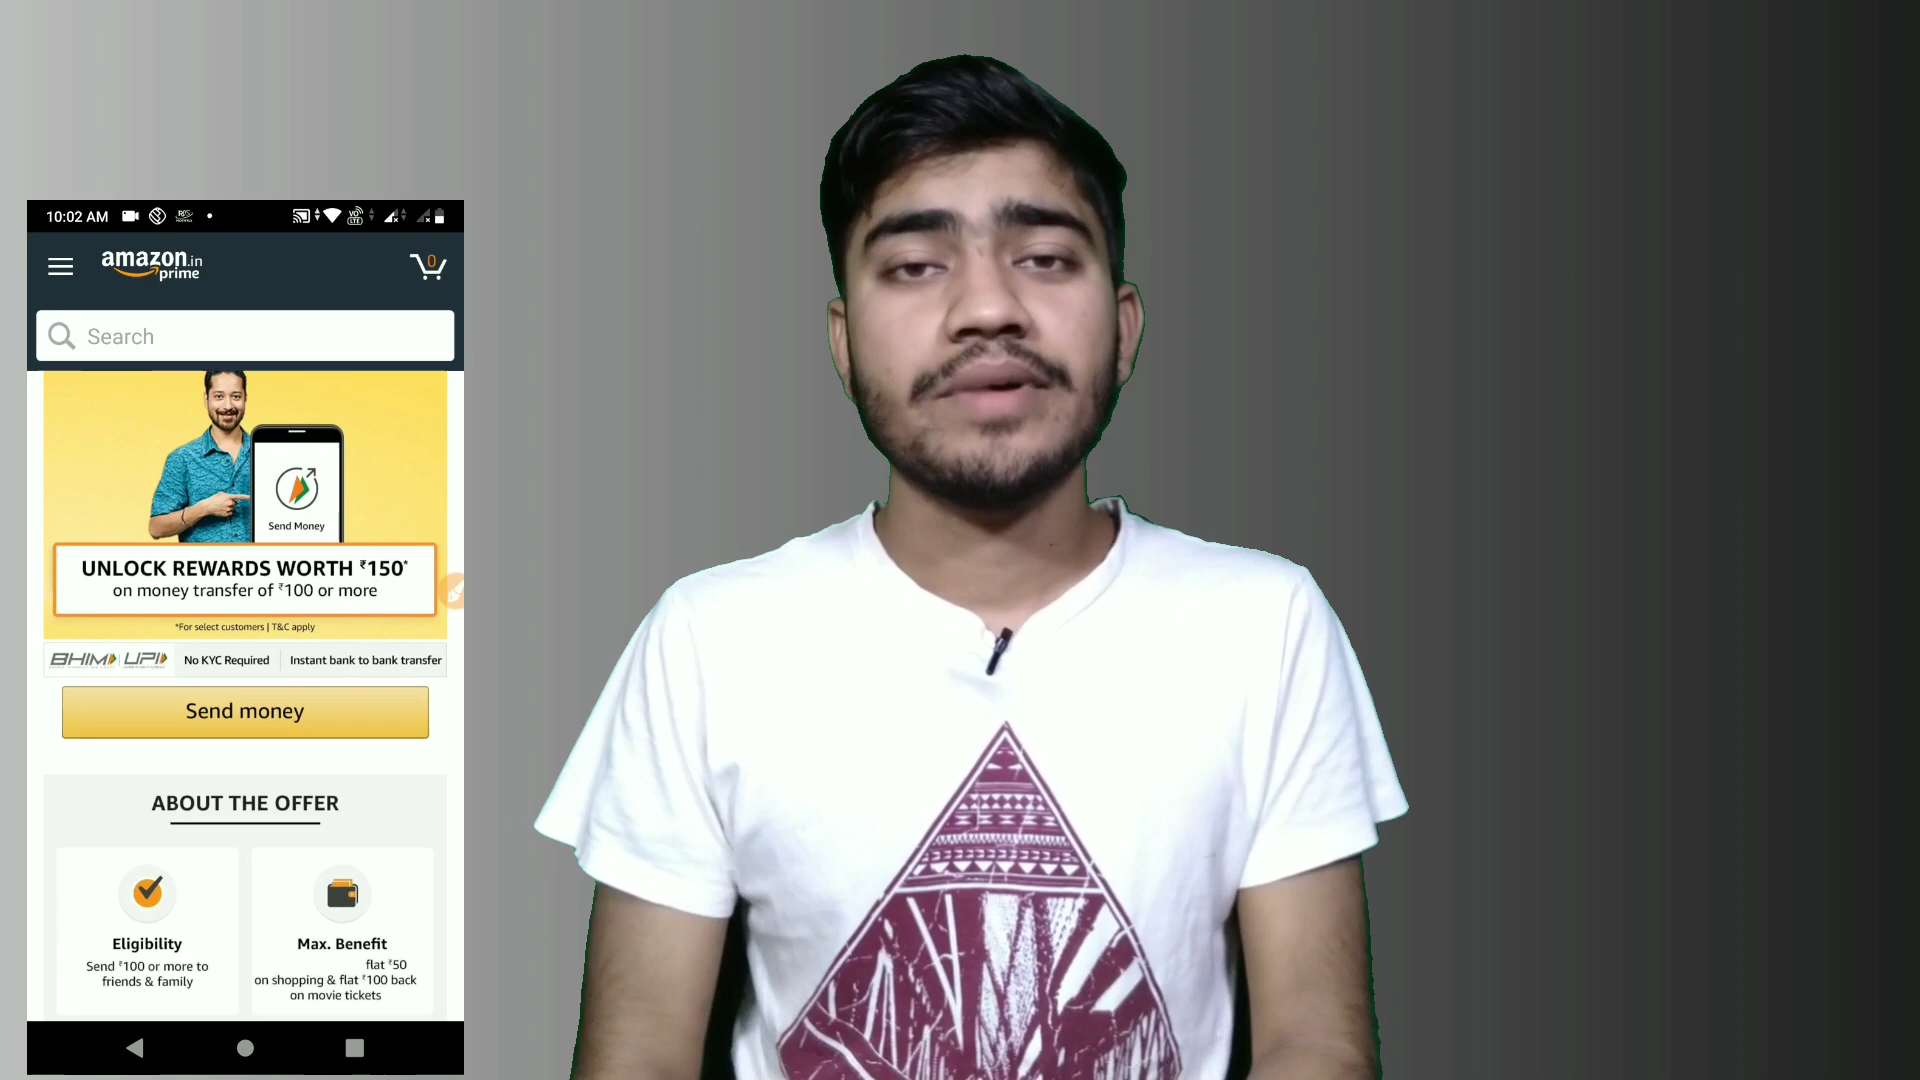 10:02 AM
VO LTE
amazon.in
prime
0
Search
Send Money
UNLOCK REWARDS WORTH ₹150*
on money transfer of ₹100 or more
*For select customers | T&C apply
BHIM UPI No KYC Required Instant bank to bank transfer
Send money
ABOUT THE OFFER
Eligibility
Send ₹100 or more to
friends & family
Max. Benefit
flat ₹50
on shopping & flat ₹100 back
on movie tickets